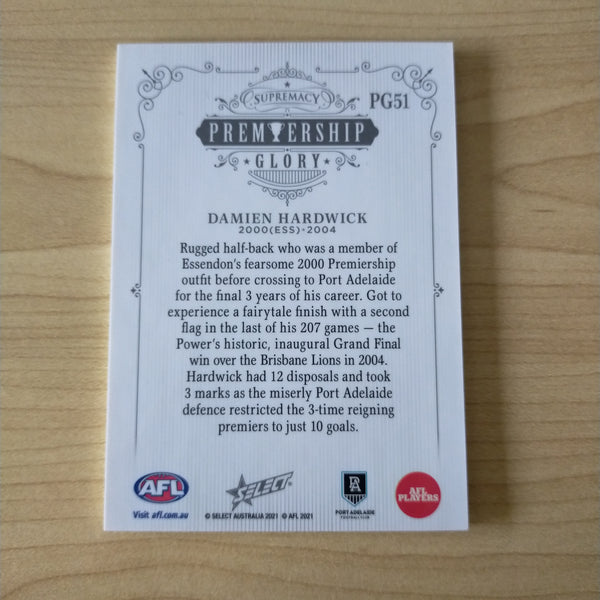 SUPREMACY
PG51
PREMIERSHIP
GLORY
DAMIEN HARDWICK
2000(ESS)•2004
Rugged half-back who was a member of
Essendon's fearsome 2000 Premiership
outfit before crossing to Port Adelaide
for the final 3 years of his career. Got to
experience a fairytale finish with a second
flag in the last of his 207 games — the
Power's historic, inaugural Grand Final
win over the Brisbane Lions in 2004.
Hardwick had 12 disposals and took
3 marks as the miserly Port Adelaide
defence restricted the 3-time reigning
premiers to just 10 goals.
AFL
Visit afl.com.au
SELECT
© SELECT AUSTRALIA 2021 © AFL 2021
PA
PORT ADELAIDE
FOOTBALL CLUB
AFL
PLAYERS